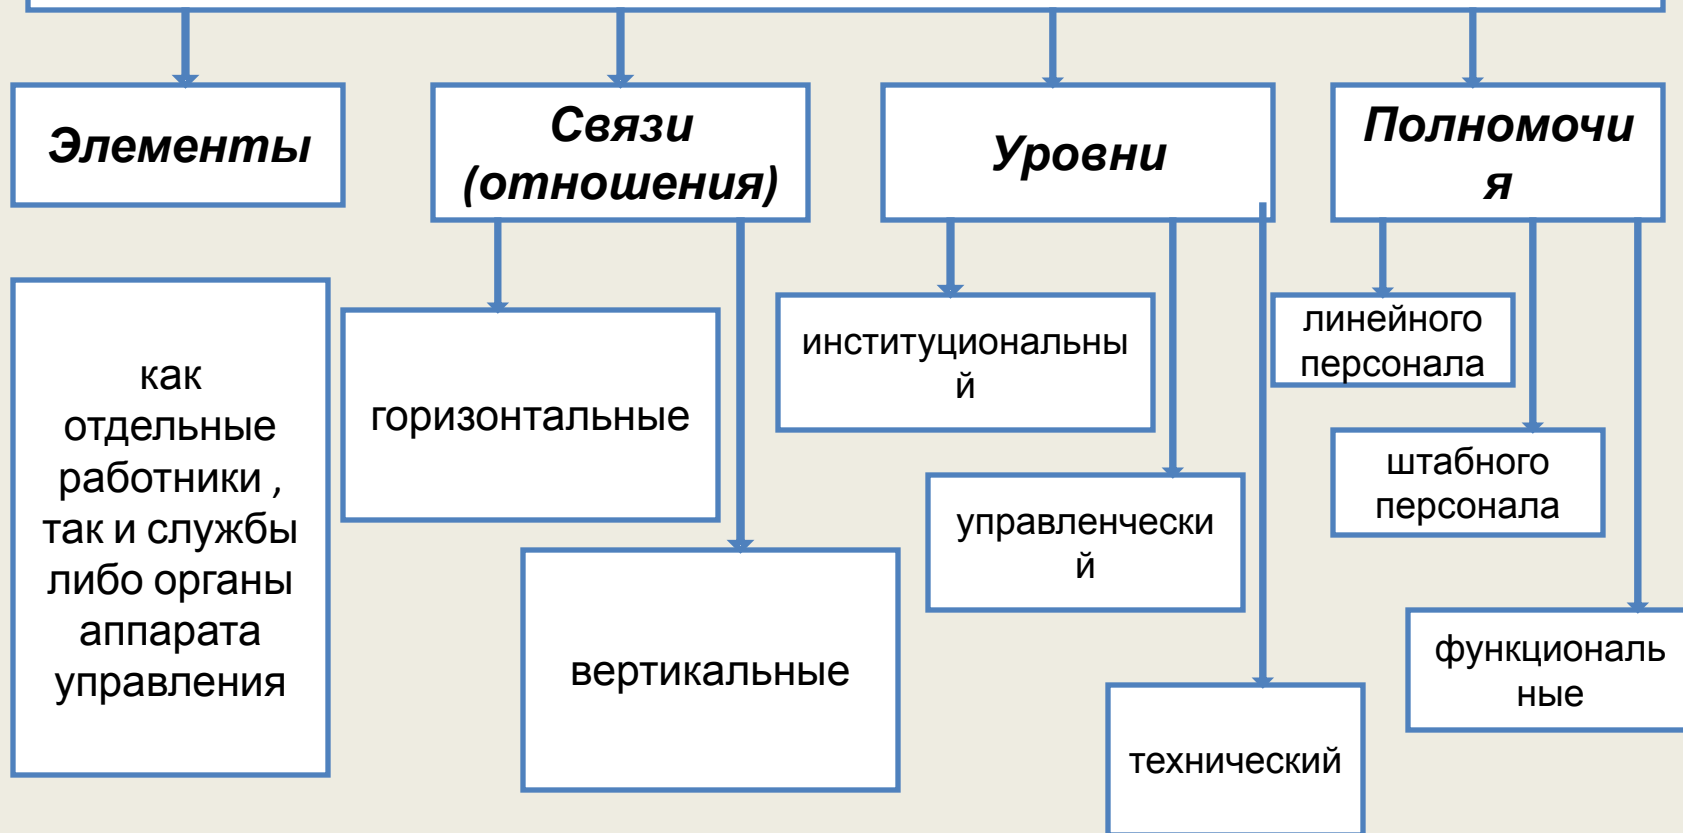 Элементы
Связи
(отношения)
Уровни
Полномочи
я
как
отдельные
работники ,
так и службы
либо органы
аппарата
управления
горизонтальные
вертикальные
институциональны
й
управленчески
й
технический
линейного
персонала
штабного
персонала
функциональ
ные